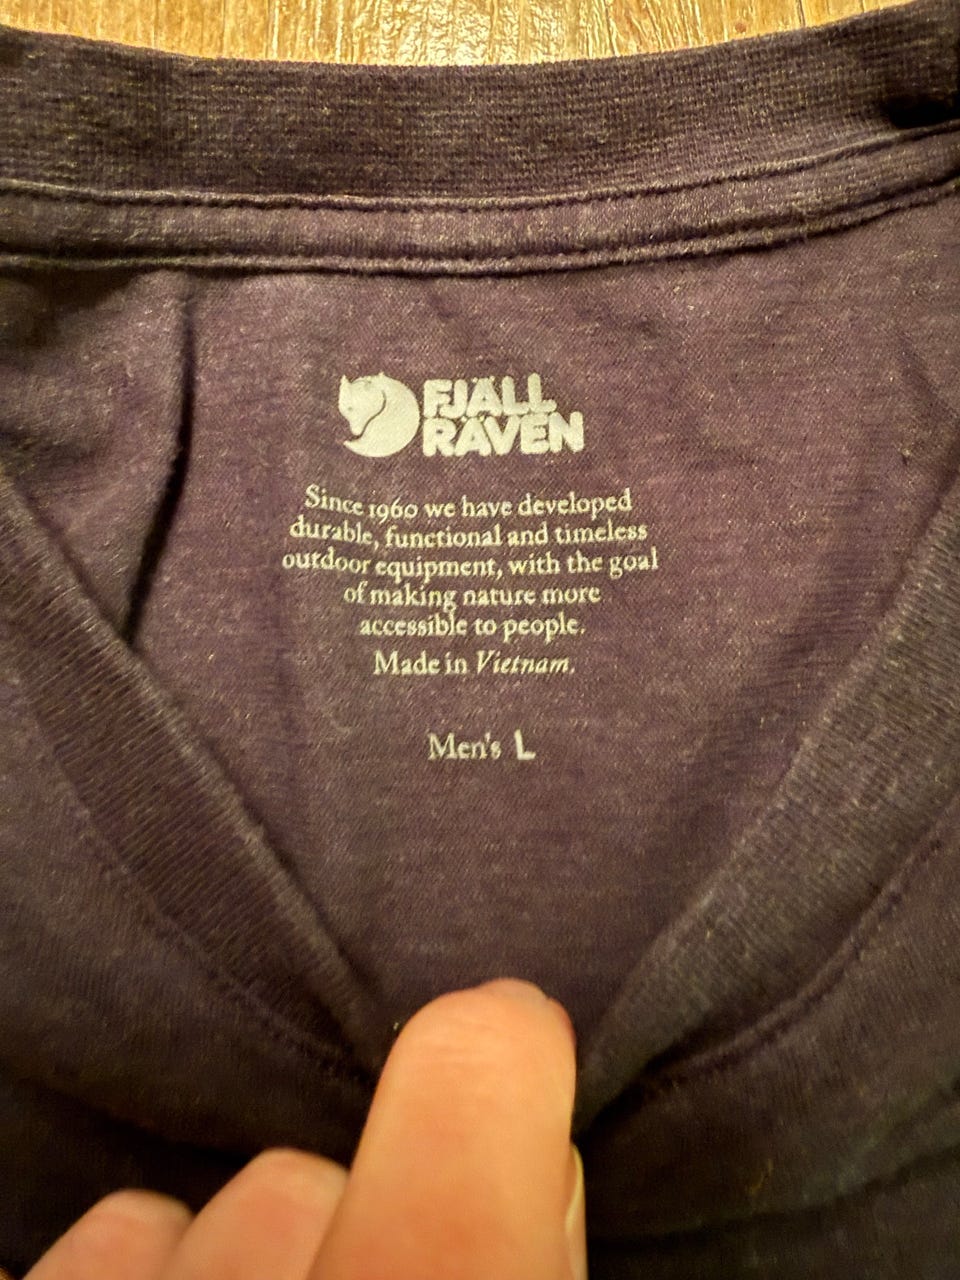 FJÄLL
RÄVEN
Since 1960 we have developed
durable, functional and timeless
outdoor equipment, with the goal
of making nature more
accessible to people.
Made in Vietnam.
Men's L